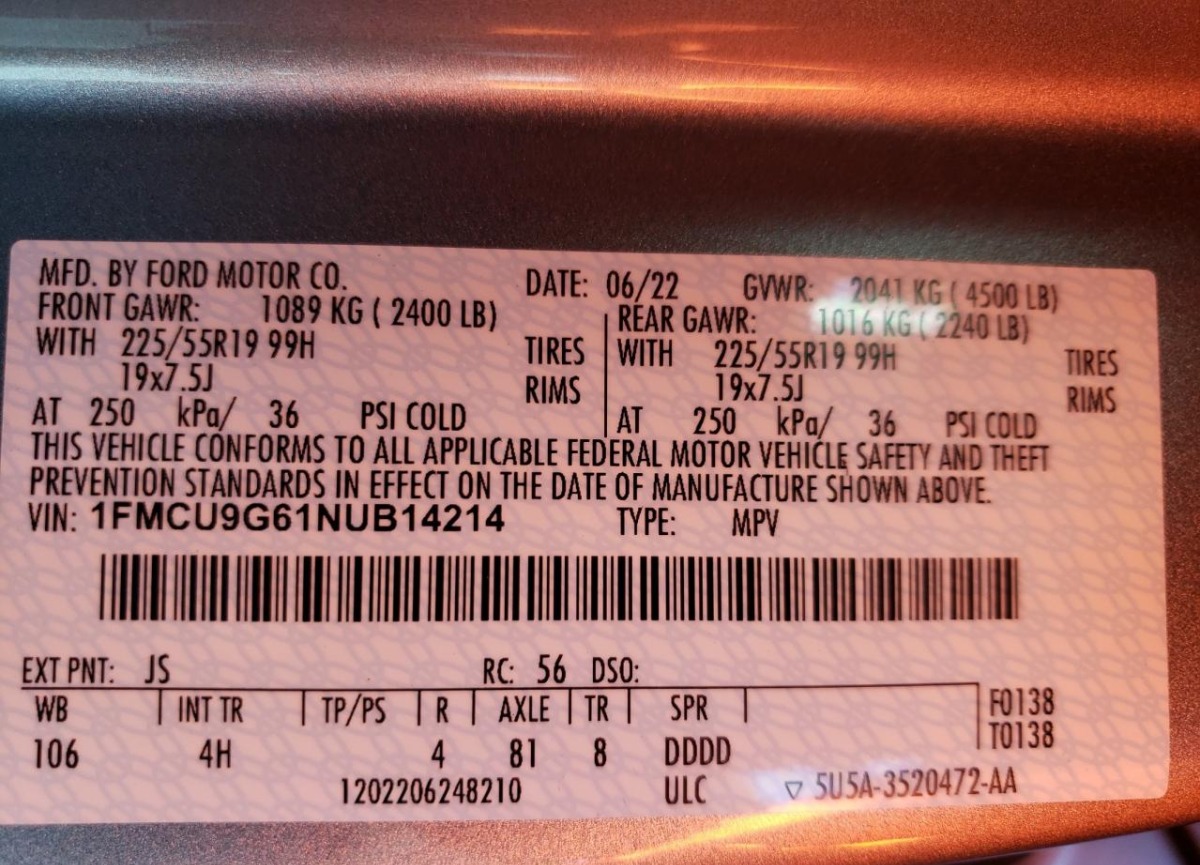 MFD. BY FORD MOTOR CO. DATE: 06/22 GVWR: 2041 KG ( 4500 LB)
FRONT GAWR: 1089 KG ( 2400 LB) REAR GAWR: 1016 KG ( 2240 LB)
WITH 225/55R19 99H TIRES WITH 225/55R19 99H TIRES
19x7.5J RIMS 19x7.5J RIMS
AT 250 kPa/ 36 PSI COLD AT 250 kPa/ 36 PSI COLD
THIS VEHICLE CONFORMS TO ALL APPLICABLE FEDERAL MOTOR VEHICLE SAFETY AND THEFT
PREVENTION STANDARDS IN EFFECT ON THE DATE OF MANUFACTURE SHOWN ABOVE.
VIN: 1FMCU9G61NUB14214 TYPE: MPV
EXT PNT: JS RC: 56 DSO:
WB INT TR TP/PS R AXLE TR SPR F0138
T0138
106 4H 4 81 8 DDDD
1202206248210 ULC ▽ 5U5A-3520472-AA